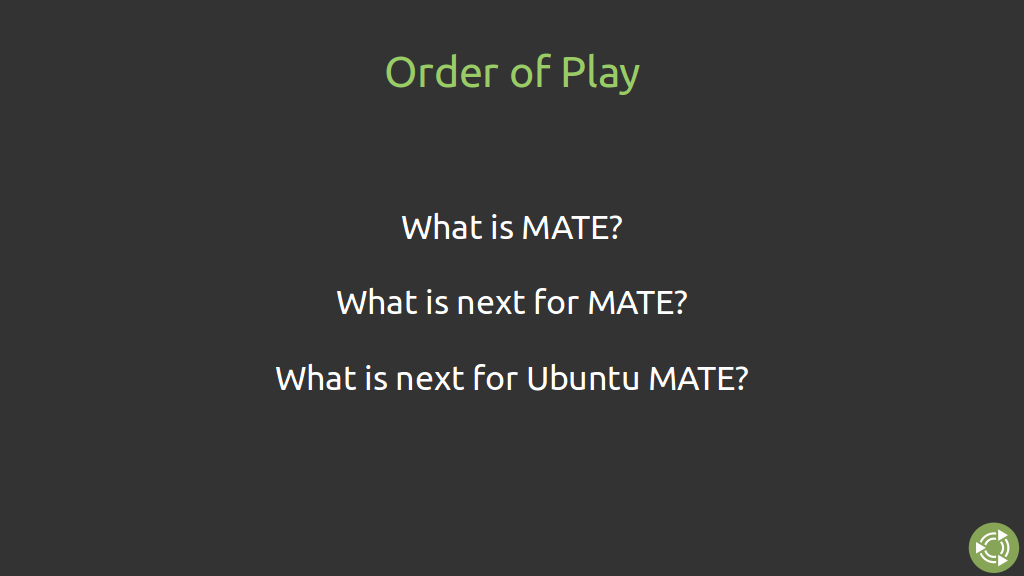 Order of Play
What is MATE?
What is next for MATE?
What is next for Ubuntu MATE?